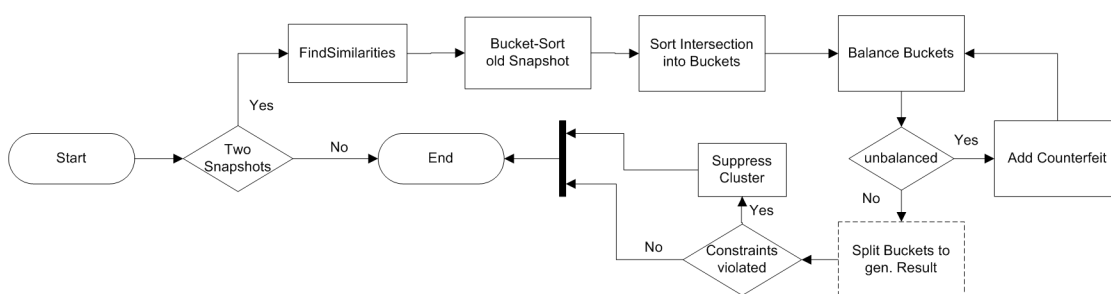 FindSimilarities
Bucket-Sort
old Snapshot
Sort Intersection
into Buckets
Balance Buckets
Yes
Start
Two
Snapshots
No
End
Suppress
Cluster
unbalanced
Yes
Add Counterfeit
No
Yes
No
Constraints
violated
Split Buckets to
gen. Result